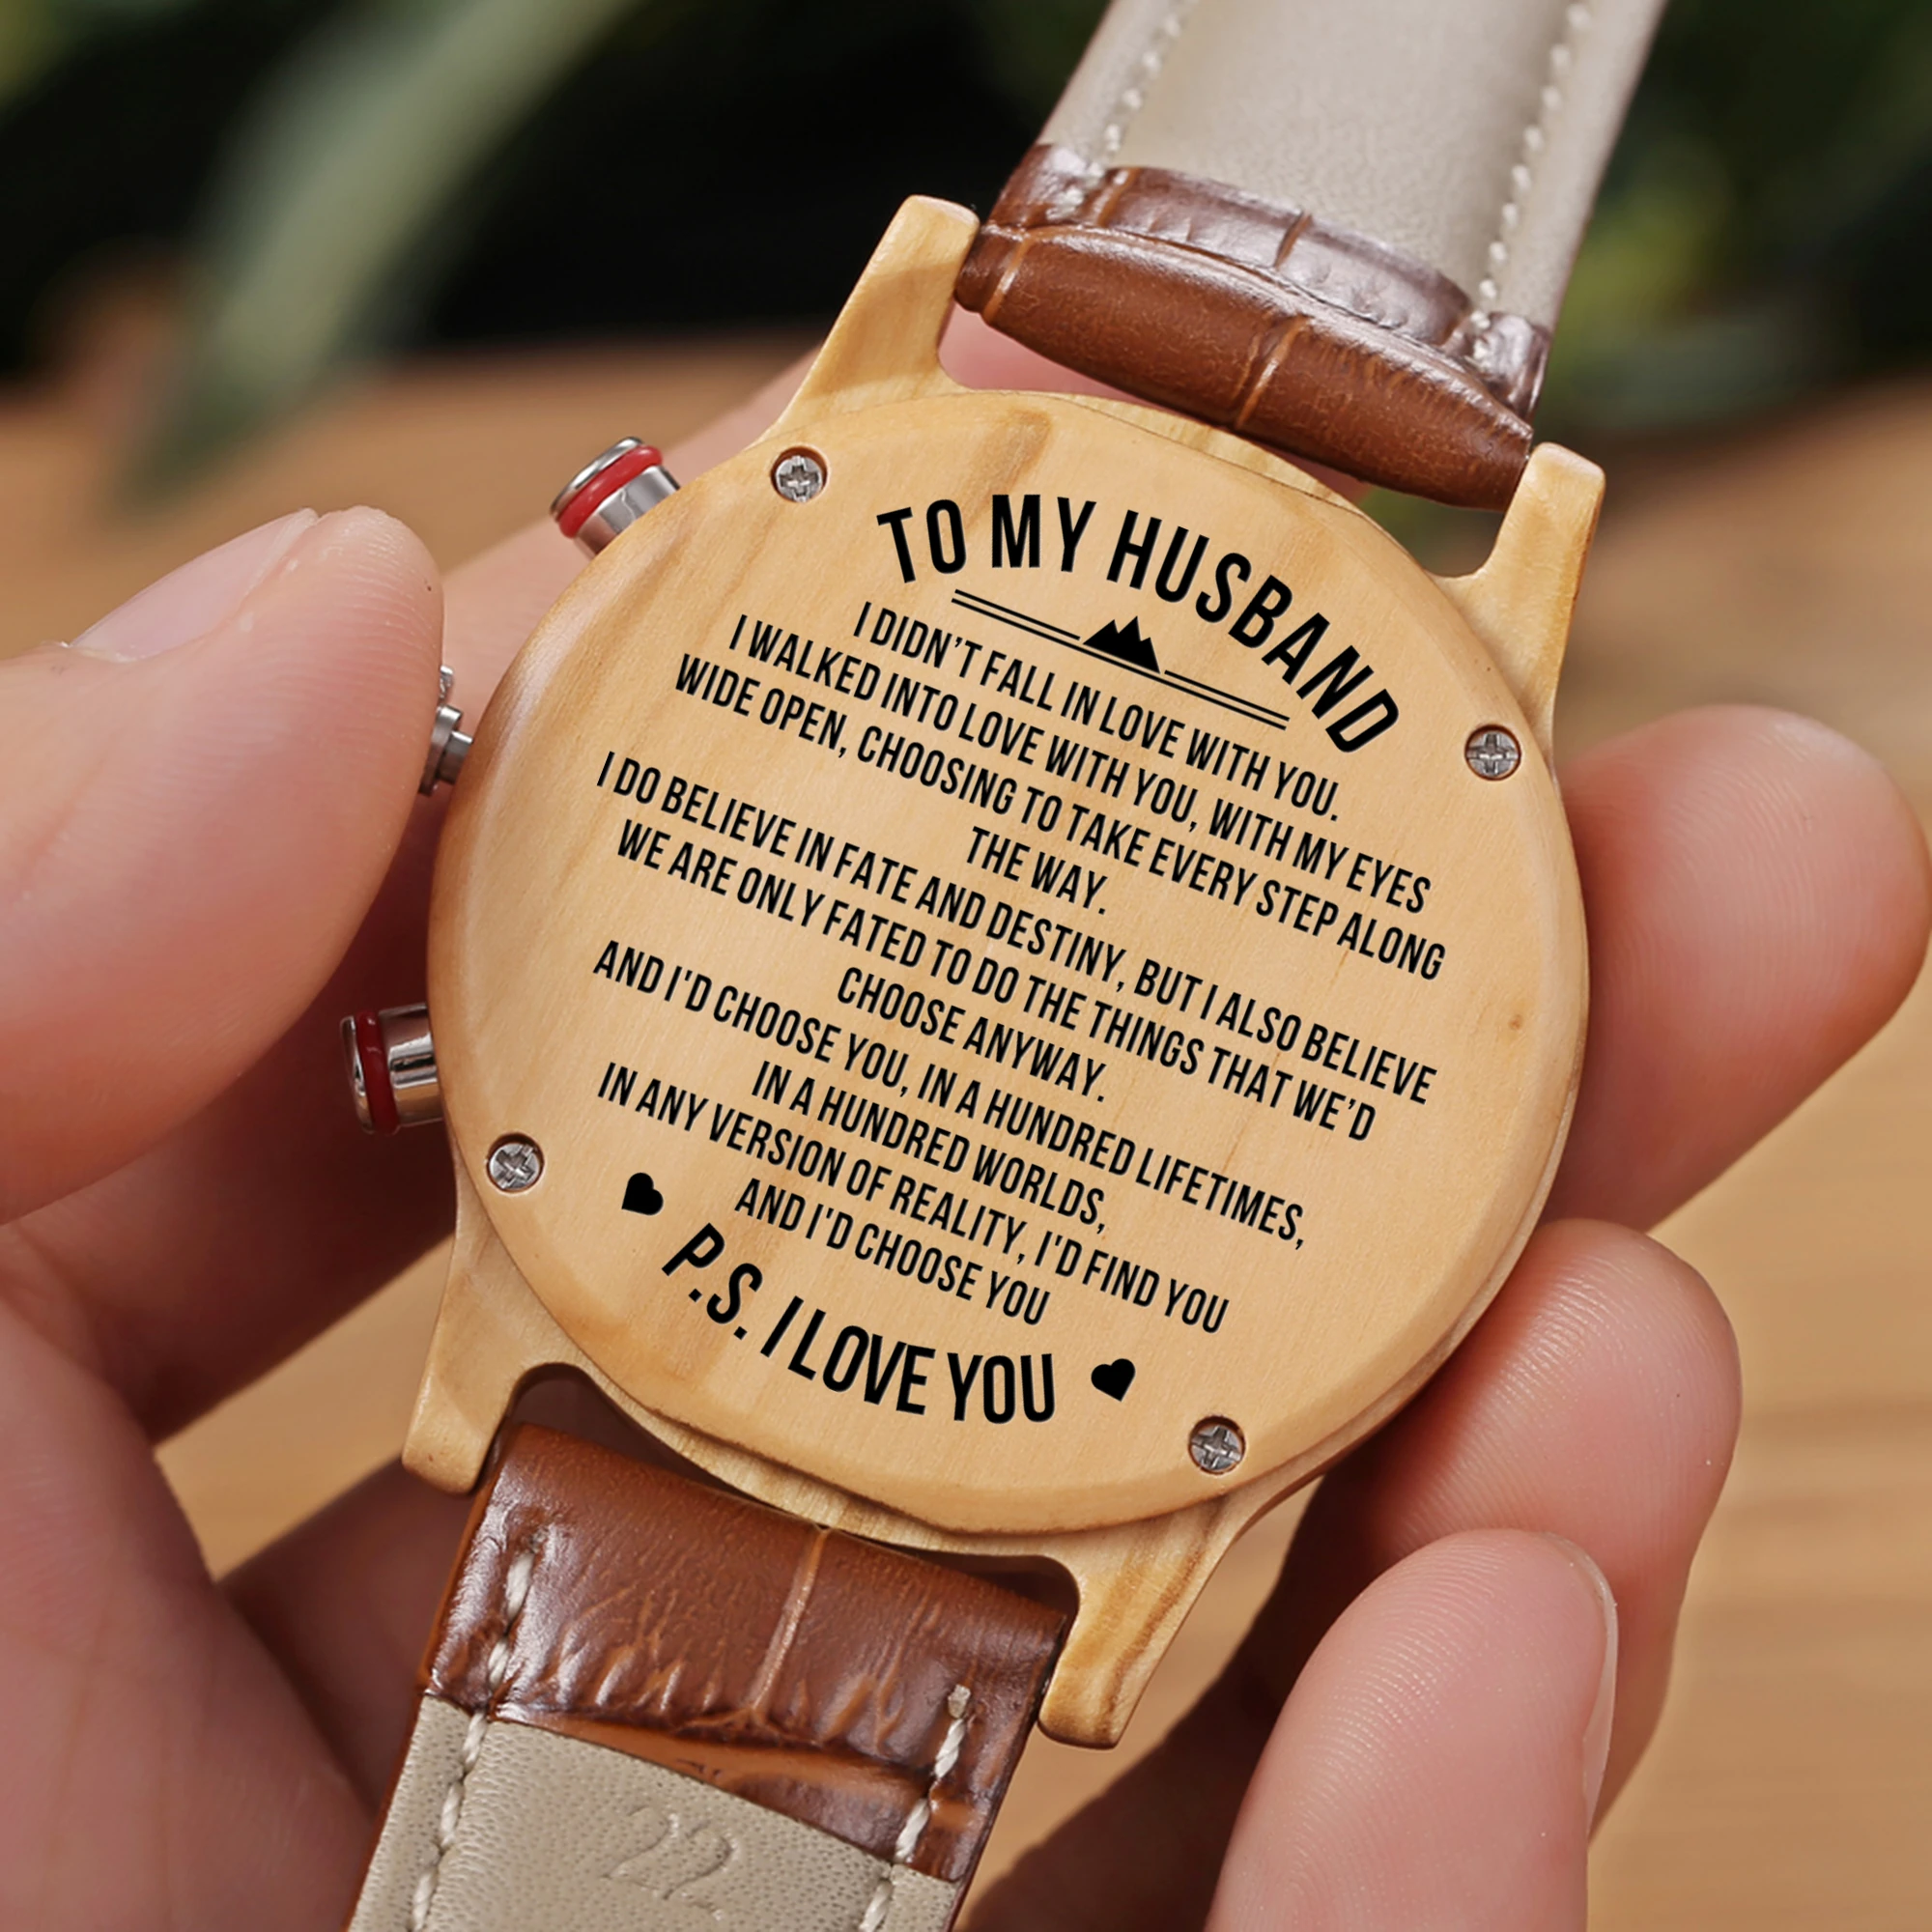 TO MY HUSBAND
I DIDN'T FALL IN LOVE WITH YOU.
I WALKED INTO LOVE WITH YOU, WITH MY EYES
WIDE OPEN, CHOOSING TO TAKE EVERY STEP ALONG
THE WAY.
I DO BELIEVE IN FATE AND DESTINY, BUT I ALSO BELIEVE
WE ARE ONLY FATED TO DO THE THINGS THAT WE'D
CHOOSE ANYWAY.
AND I'D CHOOSE YOU, IN A HUNDRED LIFETIMES,
IN A HUNDRED WORLDS,
IN ANY VERSION OF REALITY, I'D FIND YOU
AND I'D CHOOSE YOU
P.S. I LOVE YOU
22